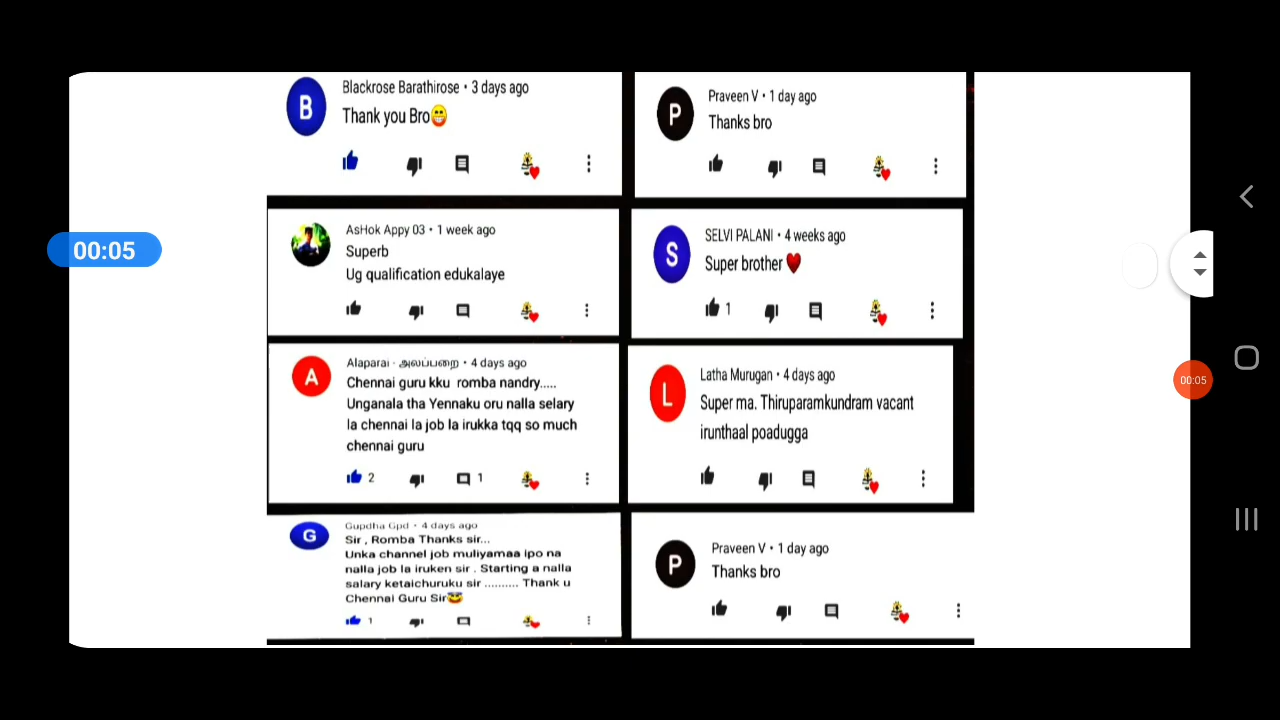 Blackrose Barathirose • 3 days ago
Thank you Bro😁
Praveen V • 1 day ago
Thanks bro
AsHok Appy 03 • 1 week ago
Superb
Ug qualification edukalaye
SELVI PALANI • 4 weeks ago
Super brother ♥
1
Alaparai - அலப்பறை • 4 days ago
Chennai guru kku romba nandry.....
Unganala tha Yennaku oru nalla selary
la chennai la job la irukka tqq so much
chennai guru
2 1
Latha Murugan • 4 days ago
Super ma. Thiruparamkundram vacant
irunthaal poadugga
Gupdha Gpd • 4 days ago
Sir , Romba Thanks sir...
Unka channel job muliyamaa ipo na
nalla job la iruken sir . Starting a nalla
salary ketaichuruku sir .......... Thank u
Chennai Guru Sir
1
Praveen V • 1 day ago
Thanks bro
00:05
00:05
B
P
S
A
L
G
P